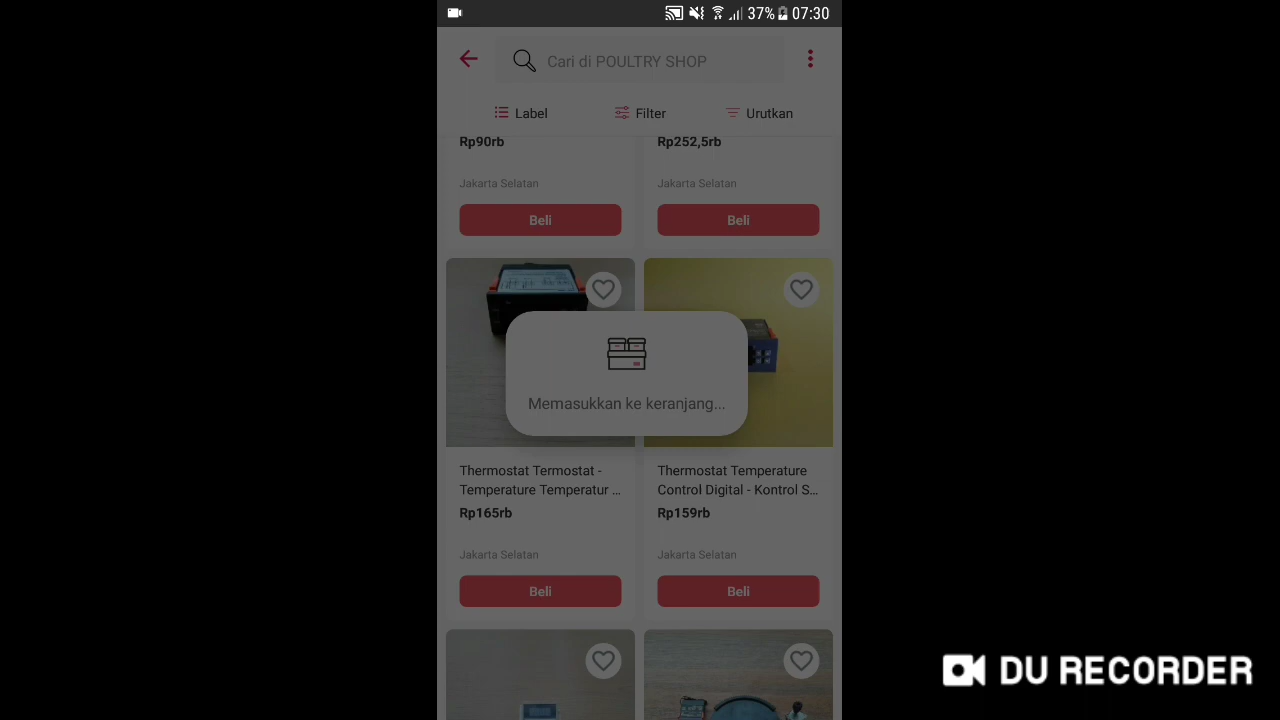 37% 07:30
Cari di POULTRY SHOP
Label Filter Urutkan
Rp90rb Rp252,5rb
Jakarta Selatan Jakarta Selatan
Beli Beli
Memasukkan ke keranjang...
Thermostat Termostat - Thermostat Temperature
Temperature Temperatur ... Control Digital - Kontrol S...
Rp165rb Rp159rb
Jakarta Selatan Jakarta Selatan
Beli Beli
DU RECORDER